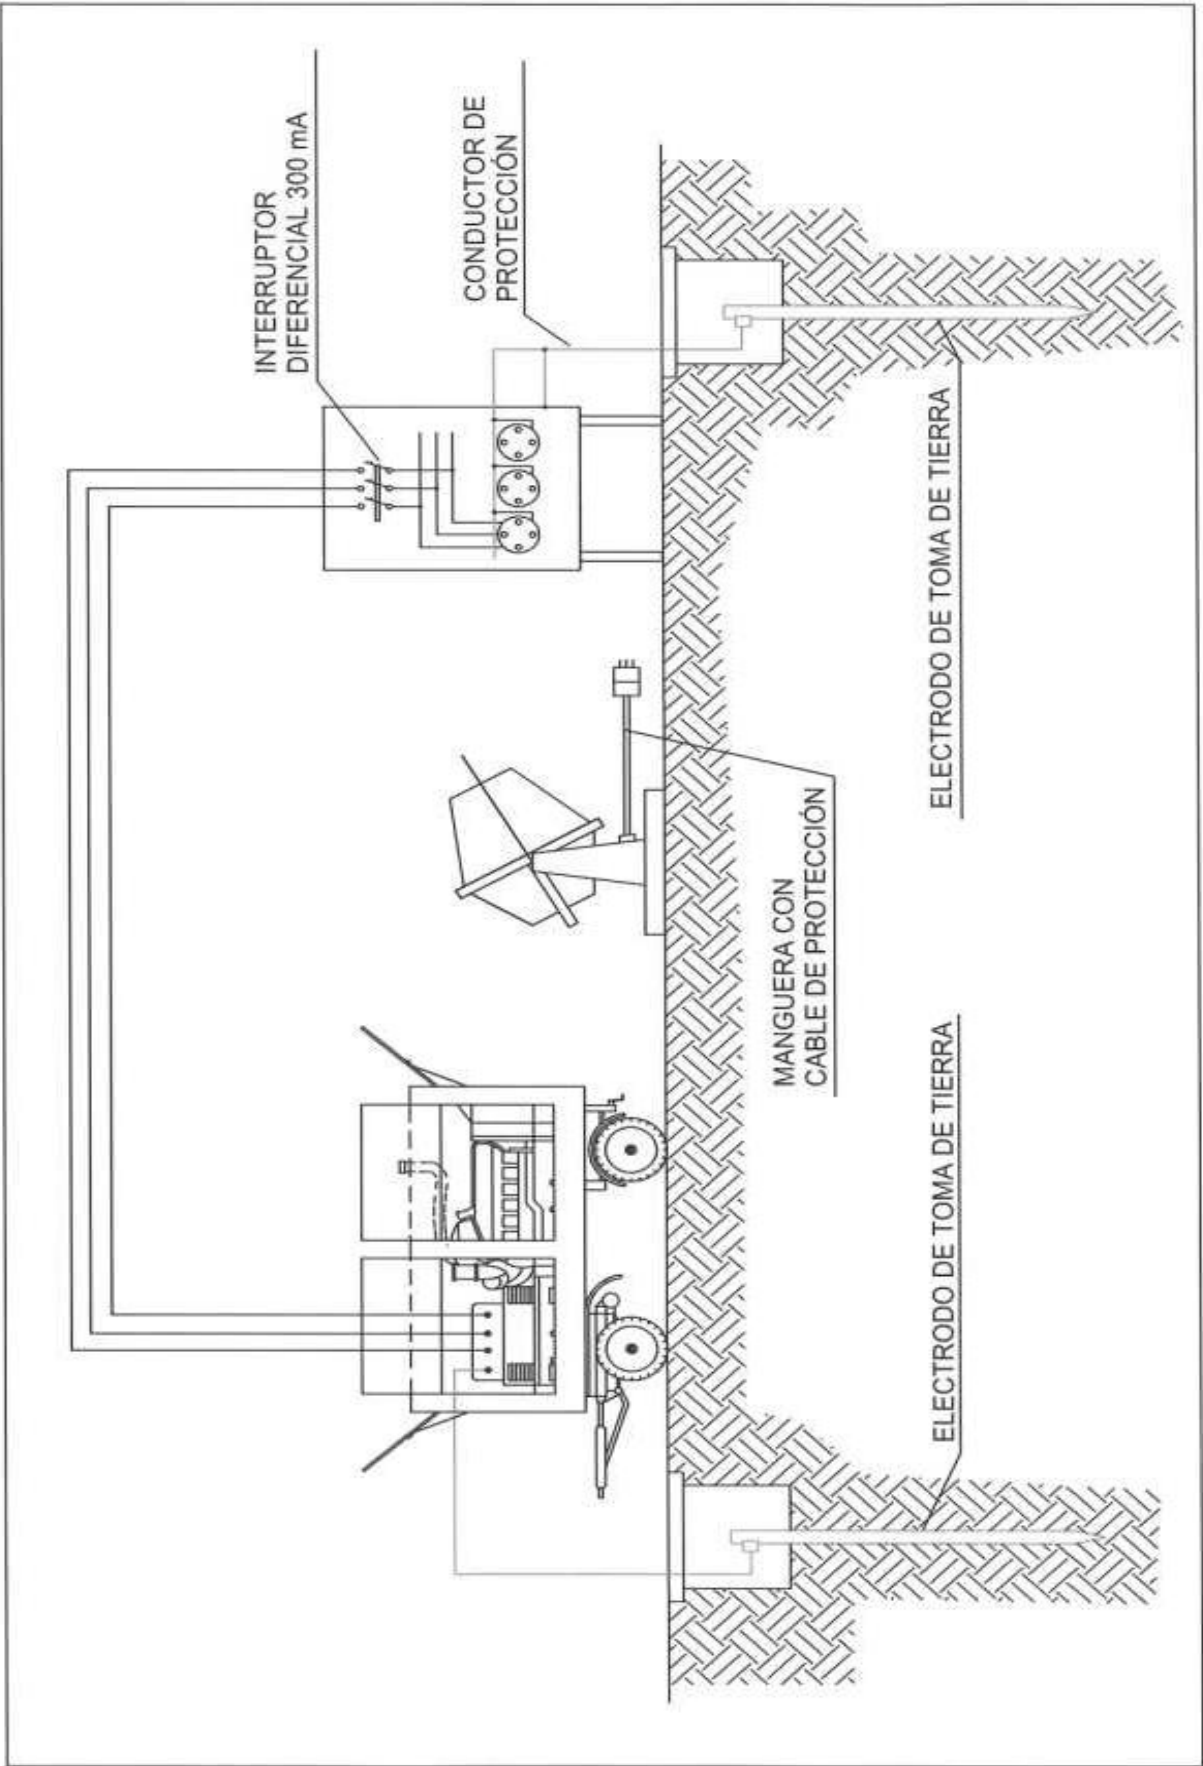 INTERRUPTOR
DIFERENCIAL 300 mA
CONDUCTOR DE
PROTECCIÓN
MANGUERA CON
CABLE DE PROTECCIÓN
ELECTRODO DE TOMA DE TIERRA
ELECTRODO DE TOMA DE TIERRA